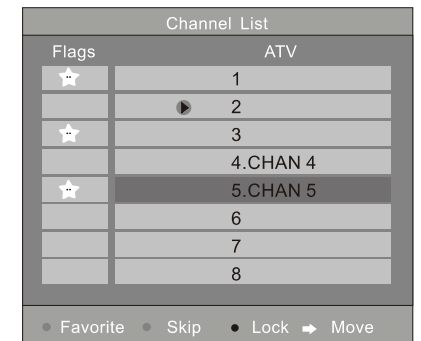 Channel List
Flags ATV
1
2
3
4.CHAN 4
5.CHAN 5
6
7
8
Favorite Skip Lock Move